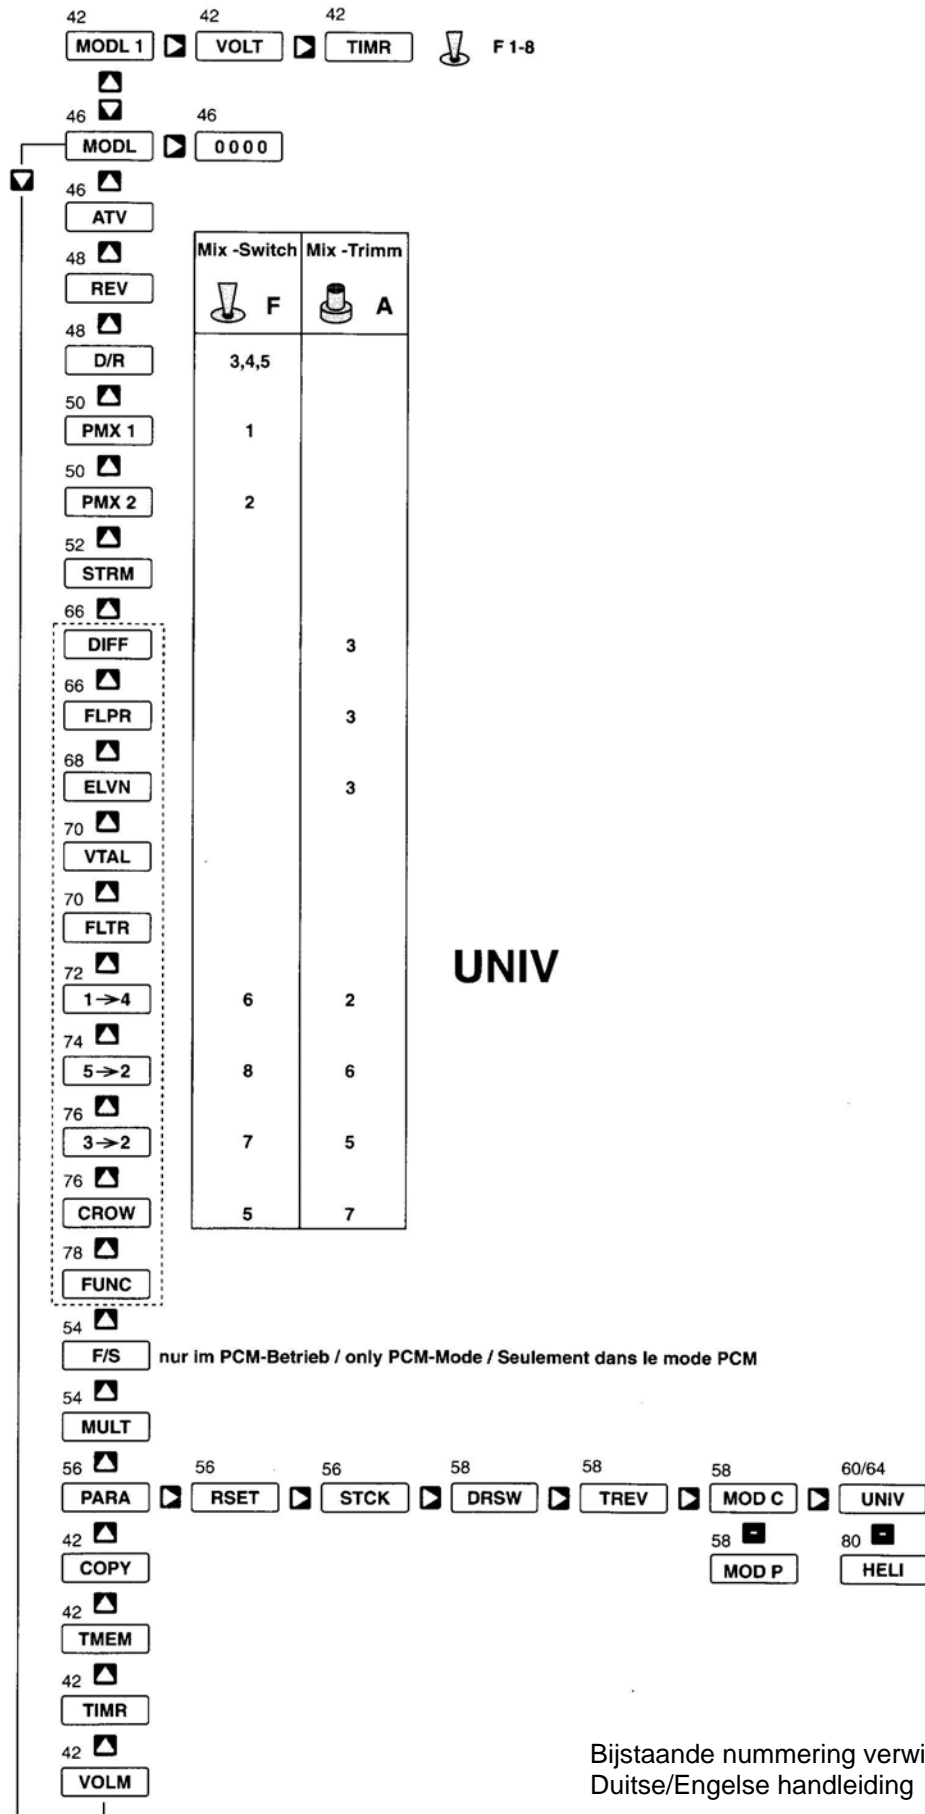 42 42 42
MODL 1 VOLT TIMR F 1-8
46 46
MODL 0000
46
ATV
Mix -Switch Mix -Trimm
48
REV F A
48
D/R 3,4,5
50
PMX 1 1
50
PMX 2 2
52
STRM
66
DIFF 3
66
FLPR 3
68
ELVN 3
70
VTAL
70
FLTR
UNIV
72
1→4 6 2
74
5→2 8 6
76
3→2 7 5
76
CROW 5 7
78
FUNC
54
F/S nur im PCM-Betrieb / only PCM-Mode / Seulement dans le mode PCM
54
MULT
56 56 56 58 58 58 60/64
PARA RSET STCK DRSW TREV MOD C UNIV
42 58 80
COPY MOD P HELI
42
TMEM
42
TIMR
42
VOLM
Bijstaande nummering verwi
Duitse/Engelse handleiding